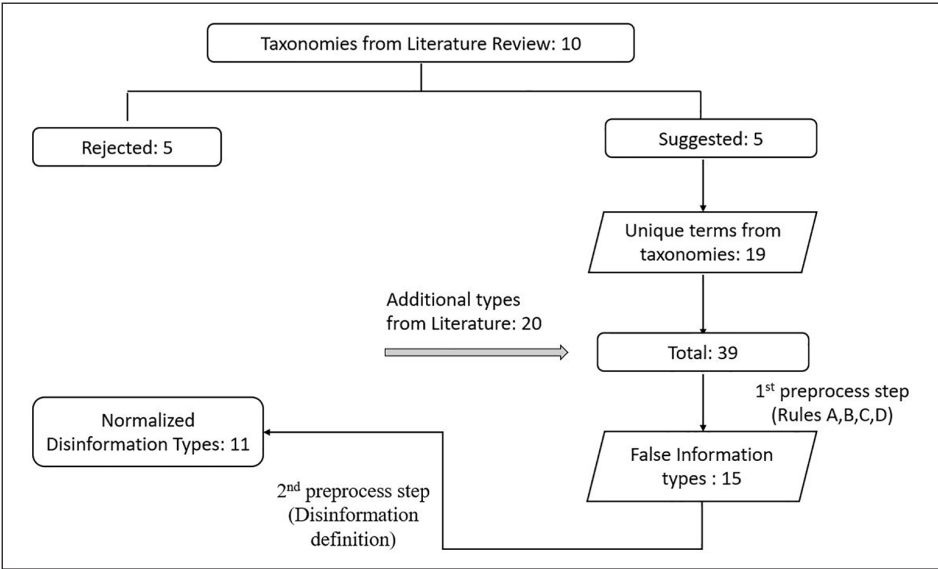 Taxonomies from Literature Review: 10
Rejected: 5
Suggested: 5
Unique terms from
taxonomies: 19
Additional types
from Literature: 20
Total: 39
1st preprocess step
(Rules A,B,C,D)
Normalized
Disinformation Types: 11
False Information
types : 15
2nd preprocess step
(Disinformation
definition)